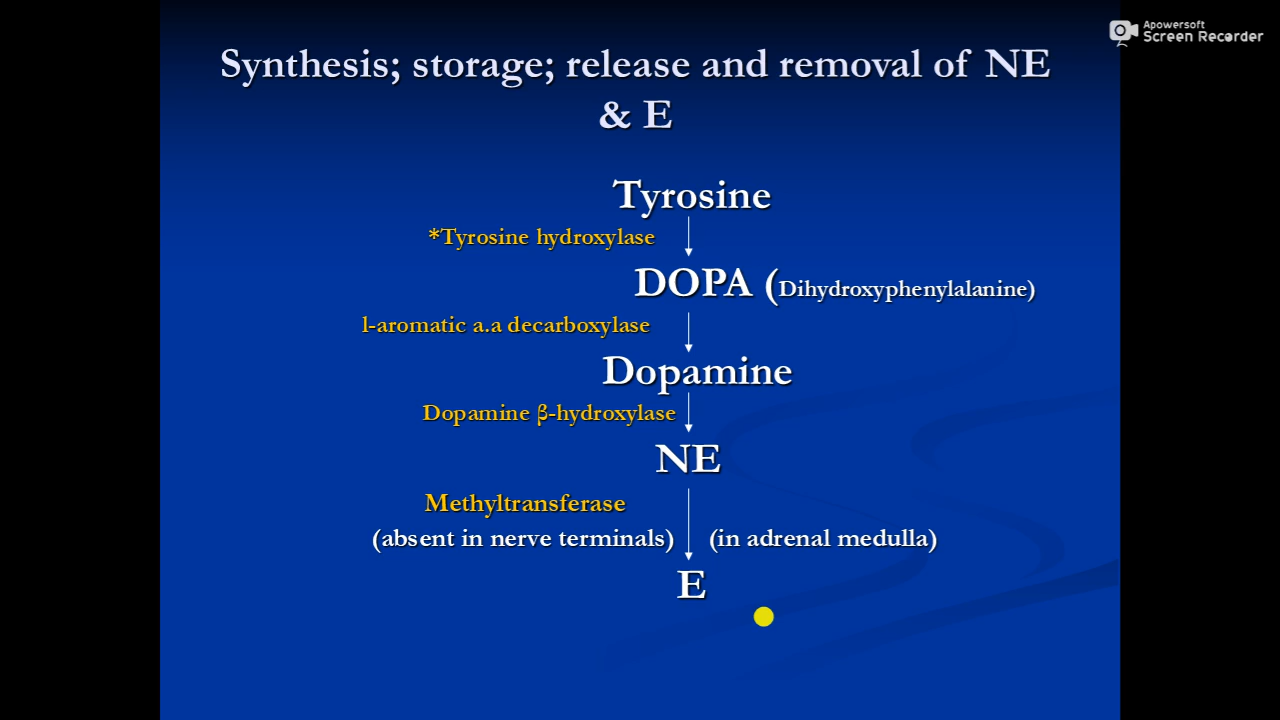 Apowersoft
Screen Recorder
Synthesis; storage; release and removal of NE
& E
Tyrosine
*Tyrosine hydroxylase
DOPA (Dihydroxyphenylalanine)
l-aromatic a.a decarboxylase
Dopamine
Dopamine β-hydroxylase
NE
Methyltransferase
(absent in nerve terminals) (in adrenal medulla)
E